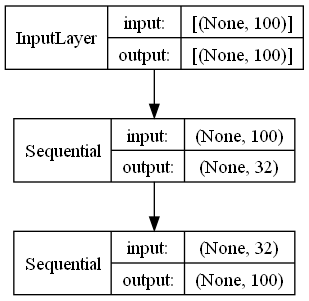 InputLayer
input: [(None, 100)]
output: [(None, 100)]
Sequential
input: (None, 100)
output: (None, 32)
Sequential
input: (None, 32)
output: (None, 100)